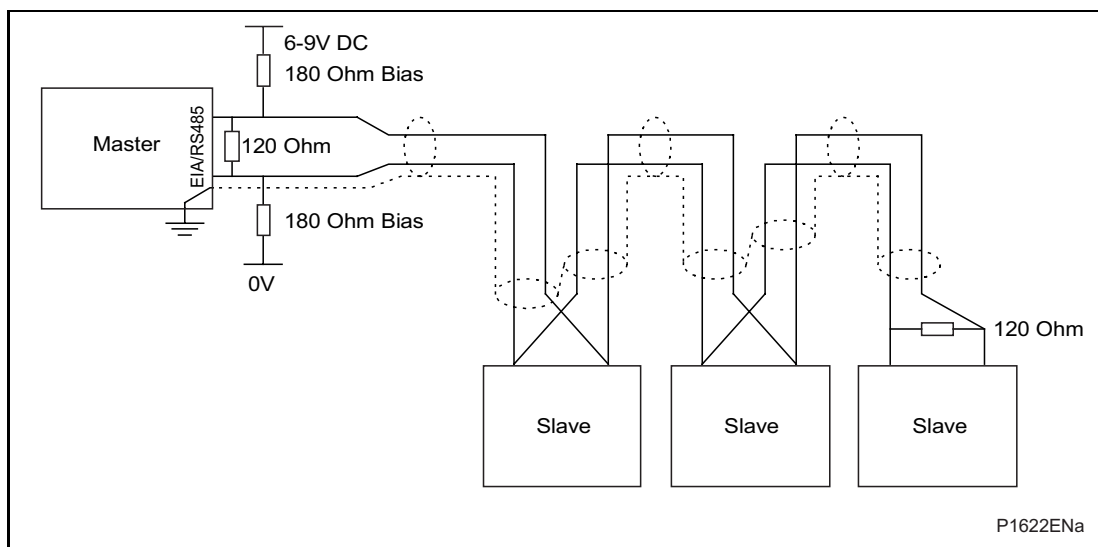 6-9V DC
180 Ohm Bias
Master
EIA/RS485
120 Ohm
180 Ohm Bias
0V
120 Ohm
Slave
Slave
Slave
P1622ENa